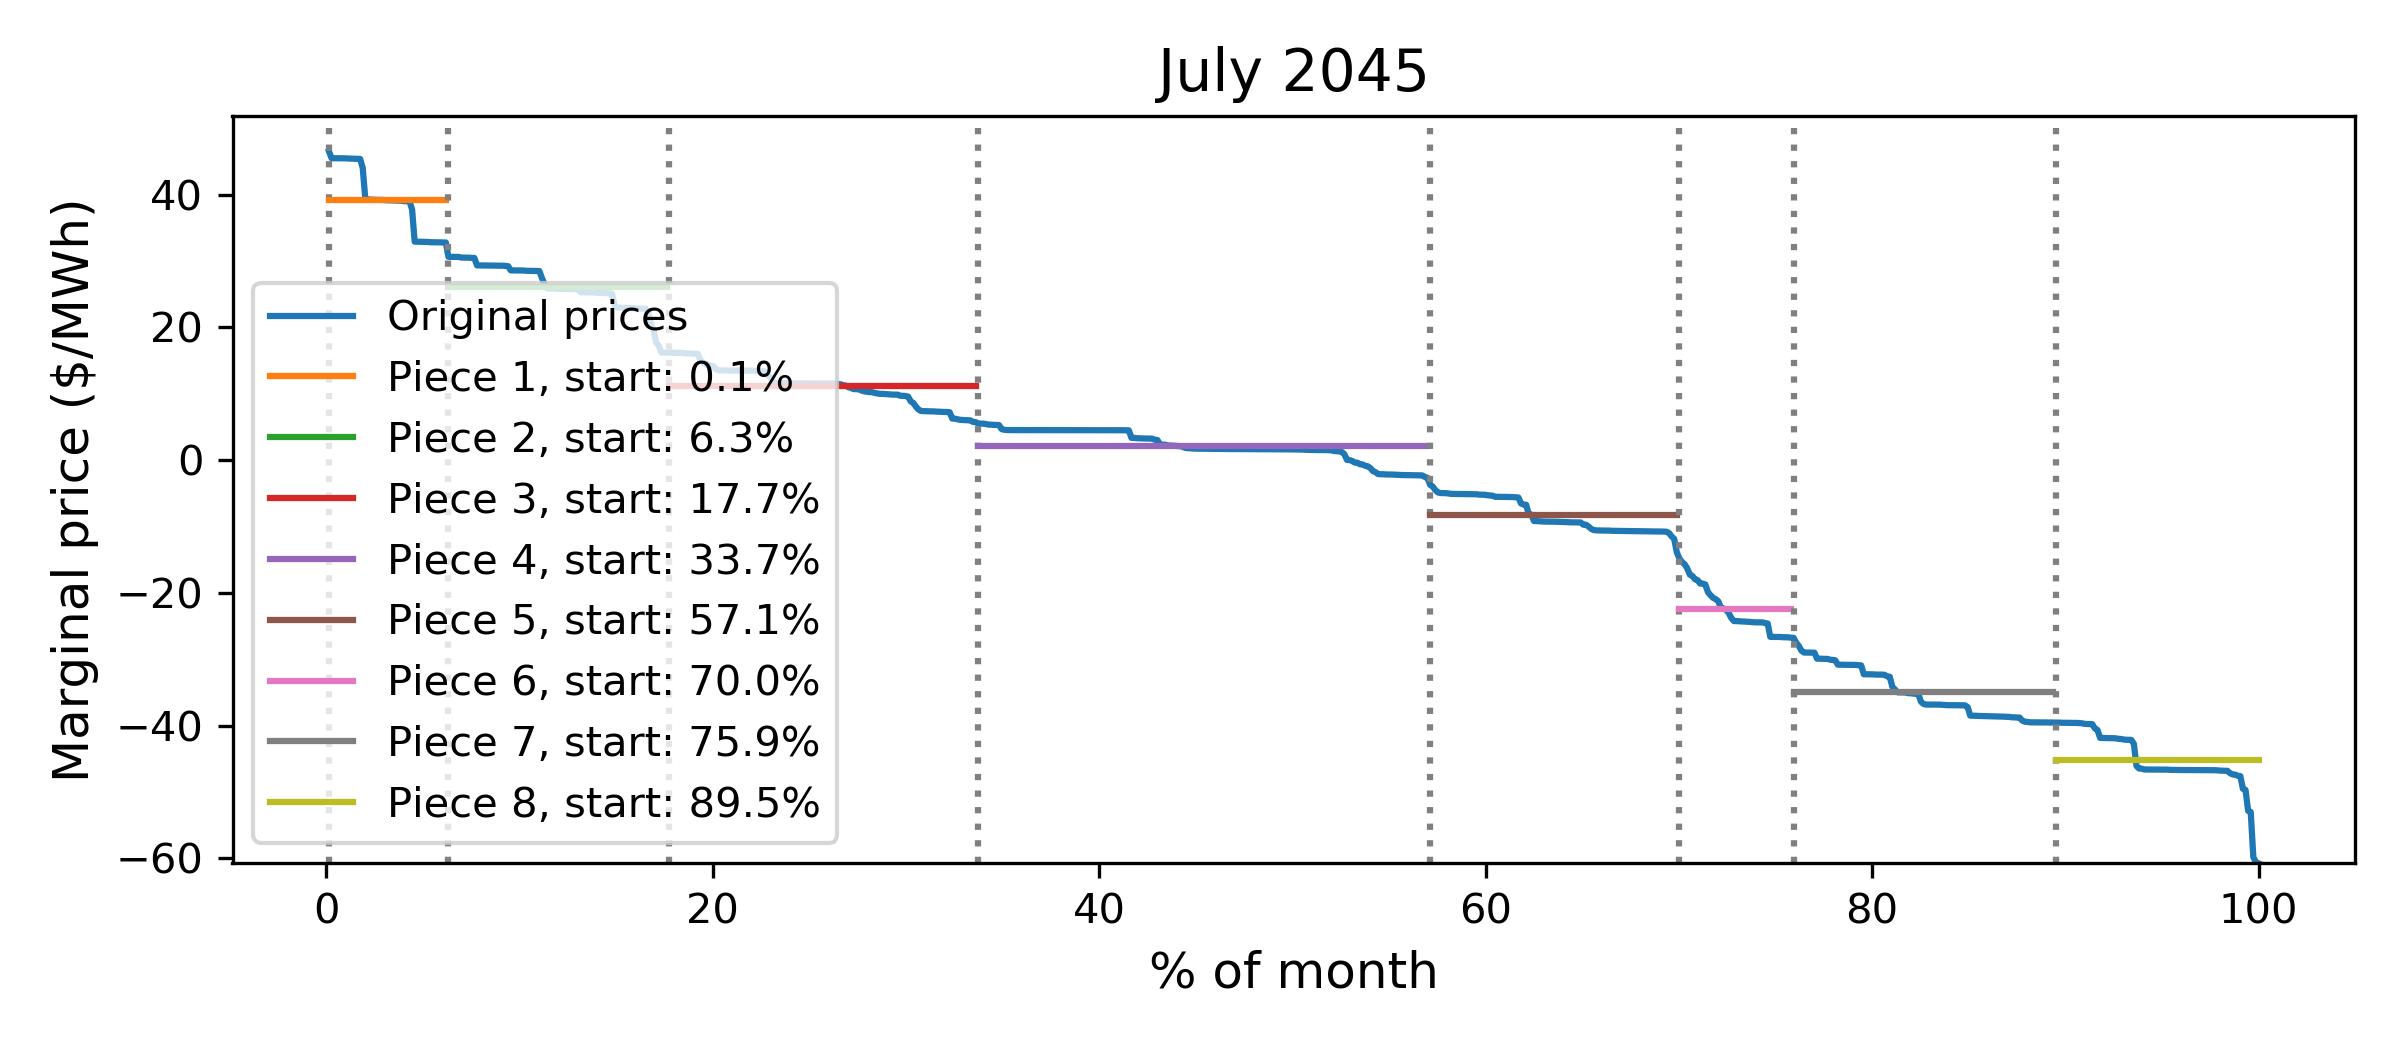 July 2045
Marginal price ($/MWh)
40
20
0
−20
−40
−60
Original prices
Piece 1, start: 0.1%
Piece 2, start: 6.3%
Piece 3, start: 17.7%
Piece 4, start: 33.7%
Piece 5, start: 57.1%
Piece 6, start: 70.0%
Piece 7, start: 75.9%
Piece 8, start: 89.5%
0 20 40 60 80 100
% of month